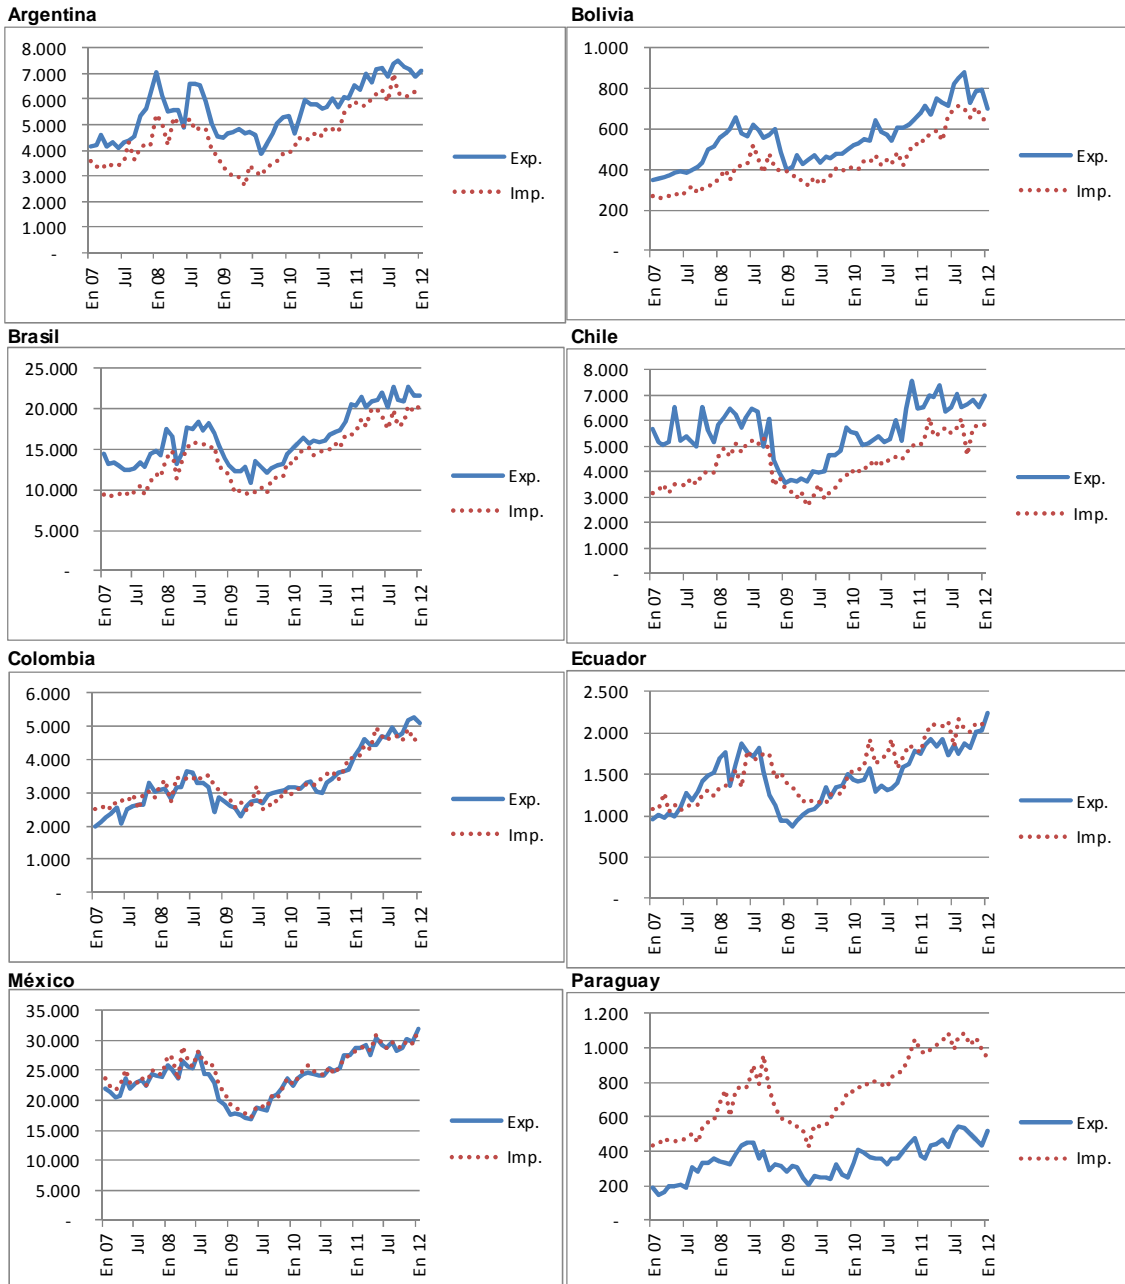 Argentina
8.000
7.000
6.000
5.000
4.000
3.000
2.000
1.000
-
En 07
Jul
En 08
Jul
En 09
Jul
En 10
Jul
En 11
Jul
En 12
Exp.
Imp.
Bolivia
1.000
800
600
400
200
-
En 07
Jul
En 08
Jul
En 09
Jul
En 10
Jul
En 11
Jul
En 12
Exp.
Imp.
Brasil
25.000
20.000
15.000
10.000
5.000
-
En 07
Jul
En 08
Jul
En 09
Jul
En 10
Jul
En 11
Jul
En 12
Exp.
Imp.
Chile
8.000
7.000
6.000
5.000
4.000
3.000
2.000
1.000
-
En 07
Jul
En 08
Jul
En 09
Jul
En 10
Jul
En 11
Jul
En 12
Exp.
Imp.
Colombia
6.000
5.000
4.000
3.000
2.000
1.000
-
En 07
Jul
En 08
Jul
En 09
Jul
En 10
Jul
En 11
Jul
En 12
Exp.
Imp.
Ecuador
2.500
2.000
1.500
1.000
500
-
En 07
Jul
En 08
Jul
En 09
Jul
En 10
Jul
En 11
Jul
En 12
Exp.
Imp.
México
35.000
30.000
25.000
20.000
15.000
10.000
5.000
-
En 07
Jul
En 08
Jul
En 09
Jul
En 10
Jul
En 11
Jul
En 12
Exp.
Imp.
Paraguay
1.200
1.000
800
600
400
200
-
En 07
Jul
En 08
Jul
En 09
Jul
En 10
Jul
En 11
Jul
En 12
Exp.
Imp.